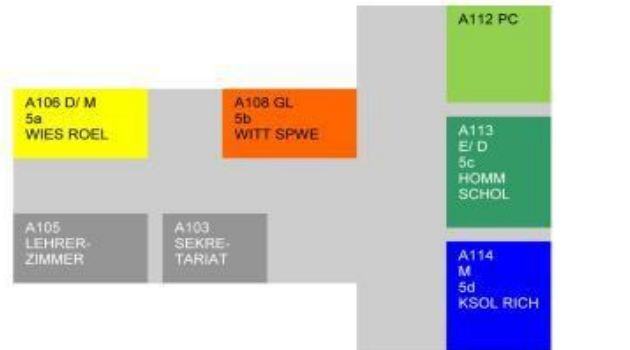 A112 PC
A106 D/ M
5a
WIES ROEL
A108 GL
5b
WITT SPWE
A113
E/ D
5c
HOMM
SCHOL
A105
LEHRER-
ZIMMER
A103
SEKRE-
TARIAT
A114
M
5d
KSOL RICH